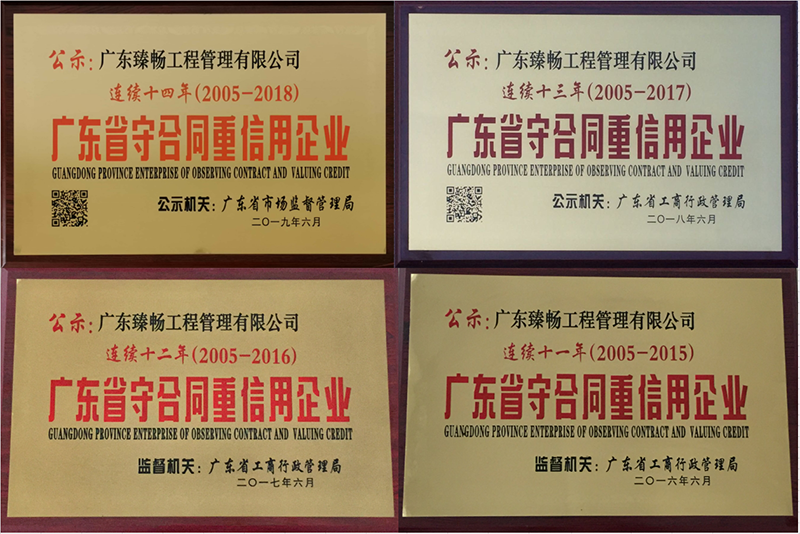 公示：广东臻畅工程管理有限公司
连续十四年(2005-2018)
广东省守合同重信用企业
GUANGDONG PROVINCE ENTERPRISE OF OBSERVING CONTRACT AND VALUING CREDIT
公示机关：广东省市场监督管理局
二〇一九年六月
公示：广东臻畅工程管理有限公司
连续十三年(2005-2017)
广东省守合同重信用企业
GUANGDONG PROVINCE ENTERPRISE OF OBSERVING CONTRACT AND VALUING CREDIT
公示机关：广东省工商行政管理局
二〇一八年六月
公示：广东臻畅工程管理有限公司
连续十二年(2005-2016)
广东省守合同重信用企业
GUANGDONG PROVINCE ENTERPRISE OF OBSERVING CONTRACT AND VALUING CREDIT
监督机关：广东省工商行政管理局
二〇一七年六月
公示：广东臻畅工程管理有限公司
连续十一年(2005-2015)
广东省守合同重信用企业
GUANGDONG PROVINCE ENTERPRISE OF OBSERVING CONTRACT AND VALUING CREDIT
监督机关：广东省工商行政管理局
二〇一六年六月